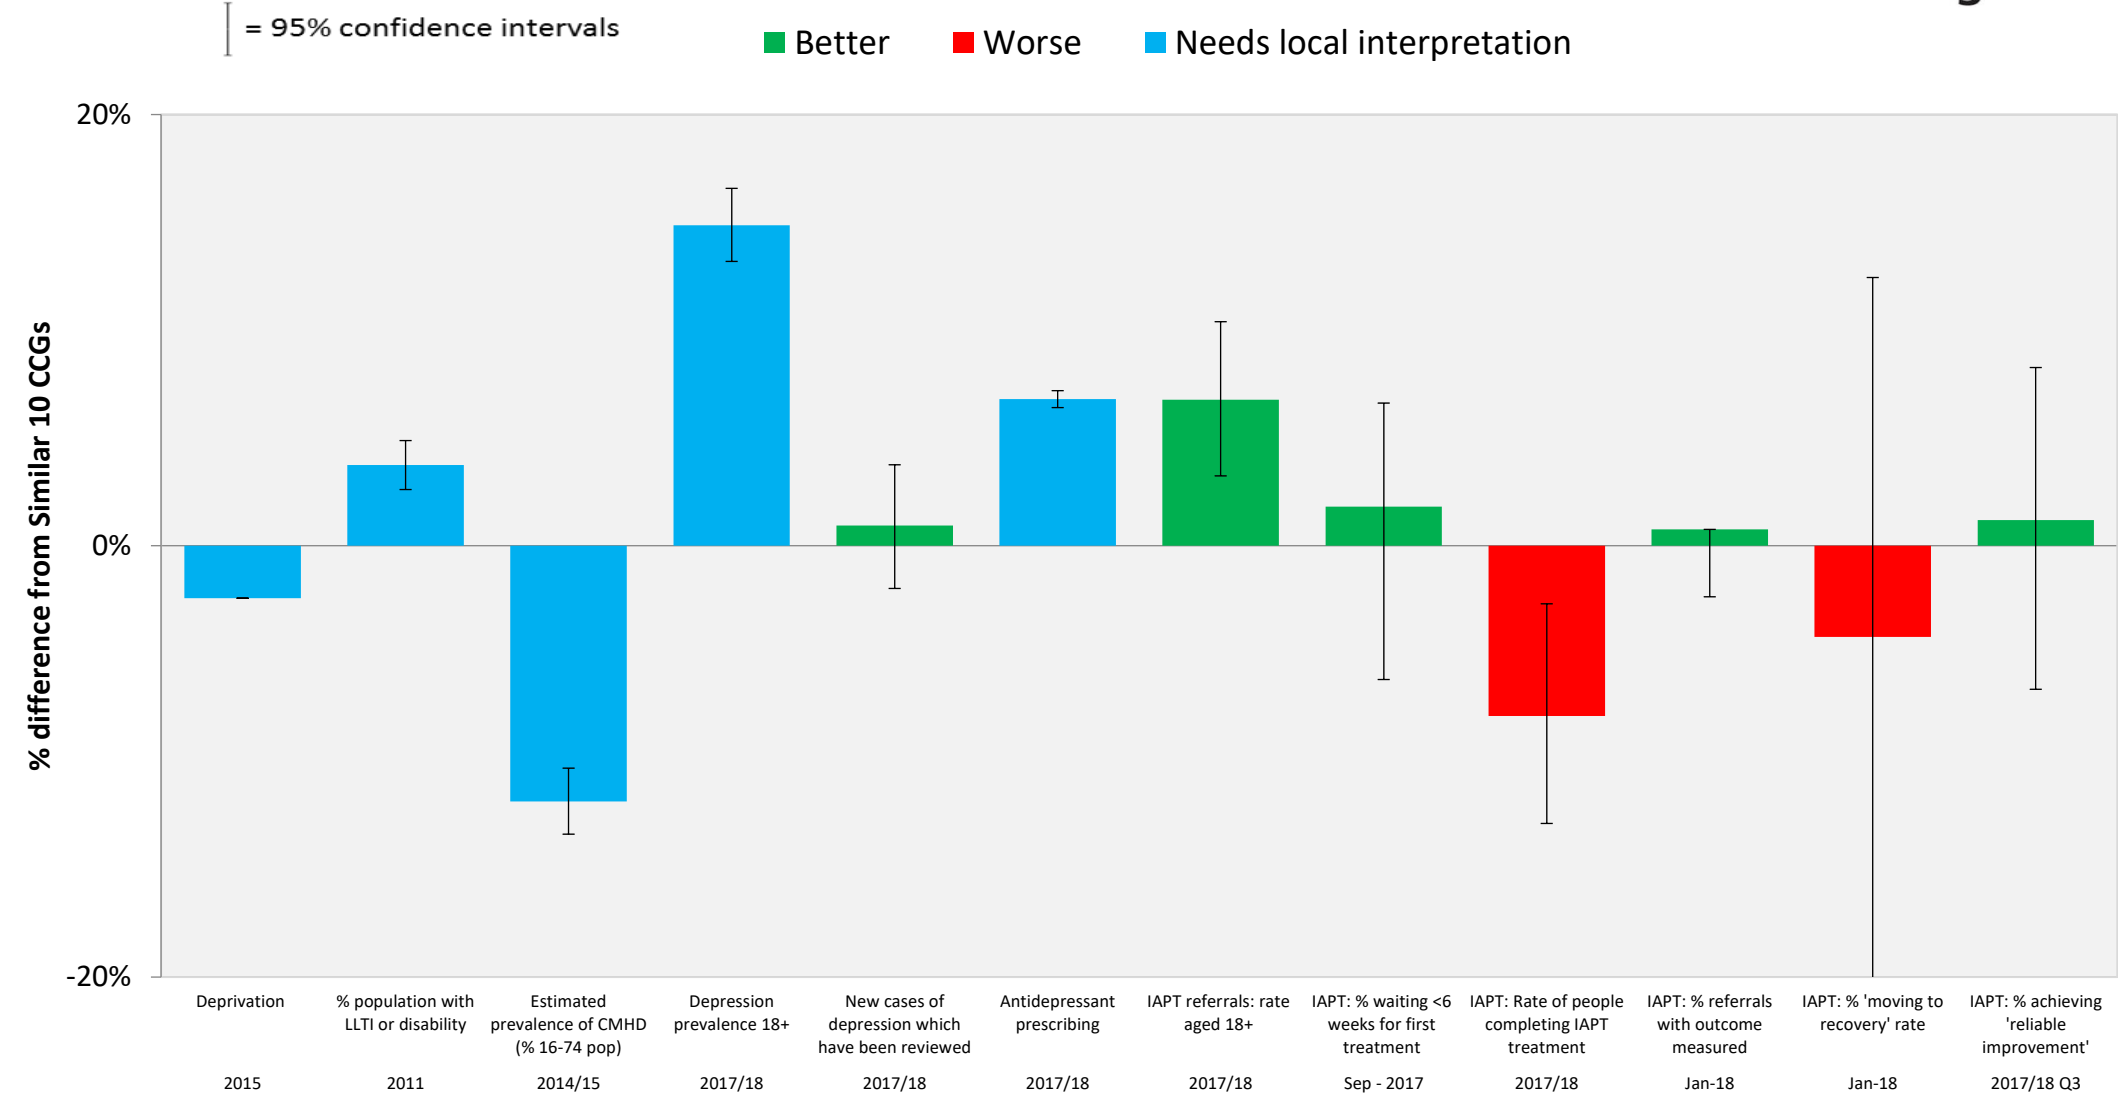 = 95% confidence intervals
Better
Worse
Needs local interpretation
20%
0%
-20%
% difference from Similar 10 CCGs
Deprivation
2015
% population with
LLTI or disability
2011
Estimated
prevalence of CMHD
(% 16-74 pop)
2014/15
Depression
prevalence 18+
2017/18
New cases of
depression which
have been reviewed
2017/18
Antidepressant
prescribing
2017/18
IAPT referrals: rate
aged 18+
2017/18
IAPT: % waiting <6
weeks for first
treatment
Sep - 2017
IAPT: Rate of people
completing IAPT
treatment
2017/18
IAPT: % referrals
with outcome
measured
Jan-18
IAPT: % 'moving to
recovery' rate
Jan-18
IAPT: % achieving
'reliable
improvement'
2017/18 Q3